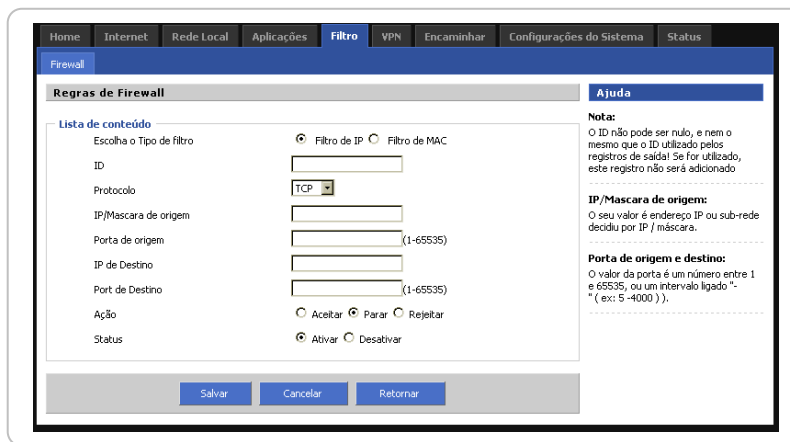 Home Internet Rede Local Aplicações Filtro VPN Encaminhar Configurações do Sistema Status
Firewall
Regras de Firewall
Lista de conteúdo
Escolha o Tipo de filtro Filtro de IP Filtro de MAC
ID
Protocolo TCP
IP/Mascara de origem
Porta de origem (1-65535)
IP de Destino
Port de Destino (1-65535)
Ação Aceitar Parar Rejeitar
Status Ativar Desativar
Salvar Cancelar Retornar
Ajuda
Nota:
O ID não pode ser nulo, e nem o
mesmo que o ID utilizado pelos
registros de saída! Se for utilizado,
este registro não será adicionado
IP/Mascara de origem:
O seu valor é endereço IP ou sub-rede
decidiu por IP / máscara.
Porta de origem e destino:
O valor da porta é um número entre 1
e 65535, ou um intervalo ligado "-
" ( ex: 5 -4000 ) ).